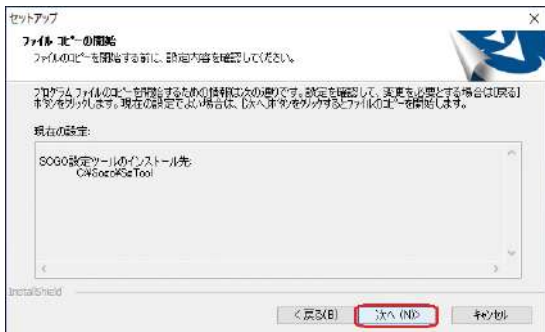 セットアップ
ファイル コピーの開始
ファイルのコピーを開始する前に、設定内容を確認してください。
プログラム ファイルのコピーを開始するための情報は次の通りです。設定を確認して、変更を必要とする場合は[戻る]
ボタンをクリックします。現在の設定でよい場合は、[次へ]ボタンをクリックするとファイルのコピーを開始します。
現在の設定:
SOGO設定ツールのインストール先:
C:¥Sogo¥SgTool
InstallShield
< 戻る(B)
次へ (N)>
キャンセル